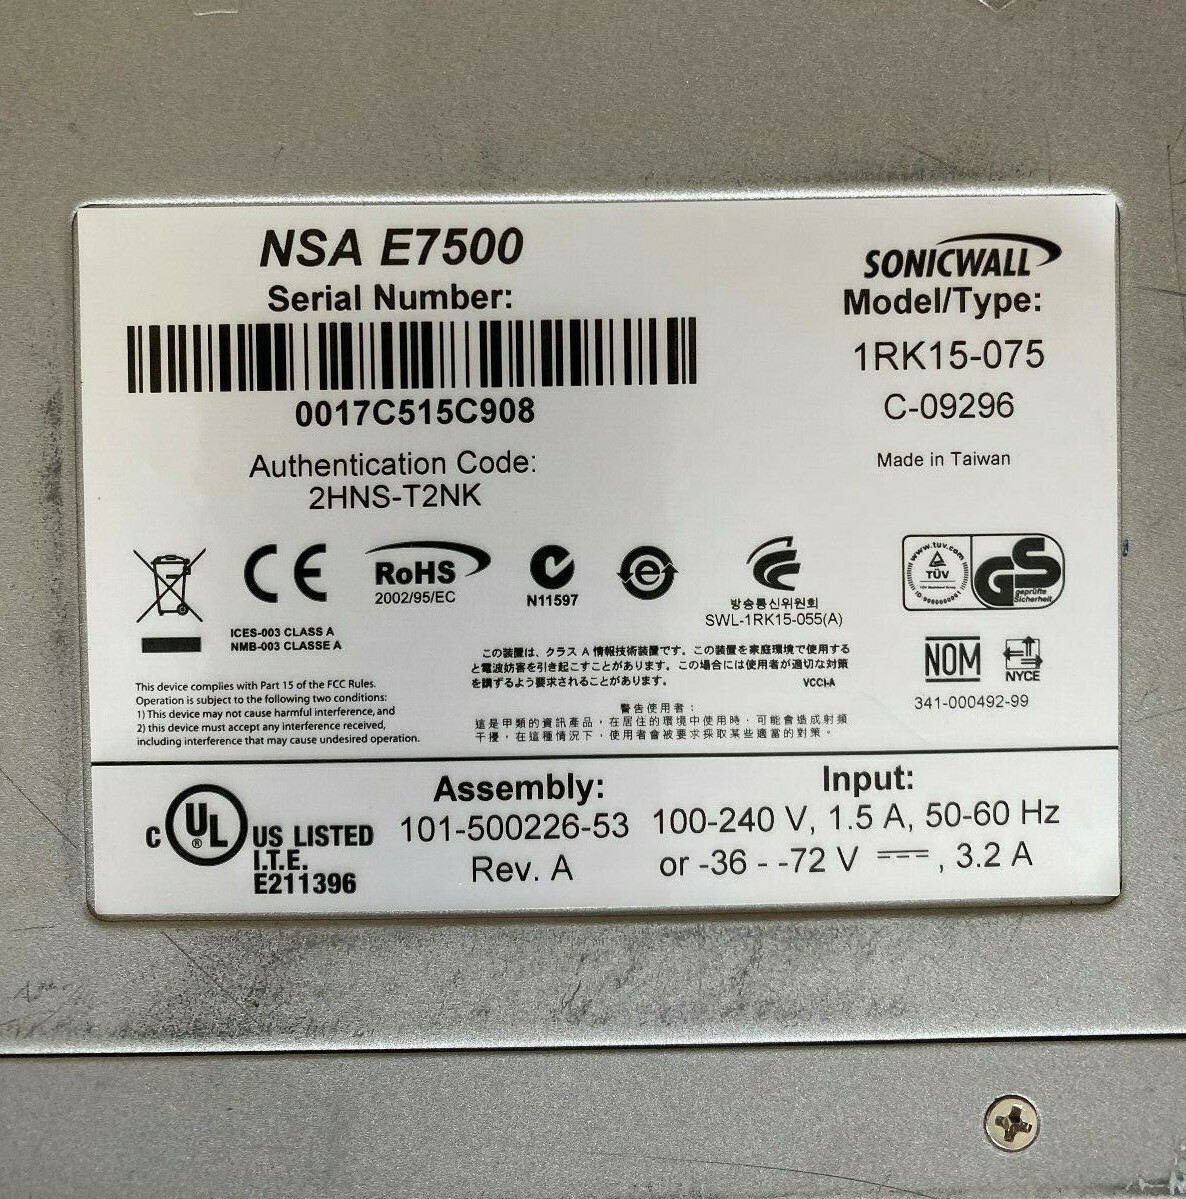 NSA E7500
Serial Number:
0017C515C908
Authentication Code:
2HNS-T2NK
SONICWALL
Model/Type:
1RK15-075
C-09296
Made in Taiwan
CE
RoHS
2002/95/EC
N11597
e
방송통신위원회
SWL-1RK15-055(A)
www.tuv.com
TÜV
GS
geprüfte
Sicherheit
ICES-003 CLASS A
NMB-003 CLASSE A
この装置は、クラス A 情報技術装置です。この装置を家庭環境で使用する
と電波妨害を引き起こすことがあります。この場合には使用者が適切な対策
を講ずるよう要求されることがあります。
VCCI-A
NOM
NYCE
341-000492-99
This device complies with Part 15 of the FCC Rules.
Operation is subject to the following two conditions:
1) This device may not cause harmful interference, and
2) this device must accept any interference received,
including interference that may cause undesired operation.
警告使用者：
這是甲類的資訊產品，在居住的環境中使用時，可能會造成射頻
干擾，在這種情況下，使用者會被要求採取某些適當的對策。
C UL ® US LISTED
I.T.E.
E211396
Assembly:
101-500226-53
Rev. A
Input:
100-240 V, 1.5 A, 50-60 Hz
or -36 - -72 V ⎓, 3.2 A